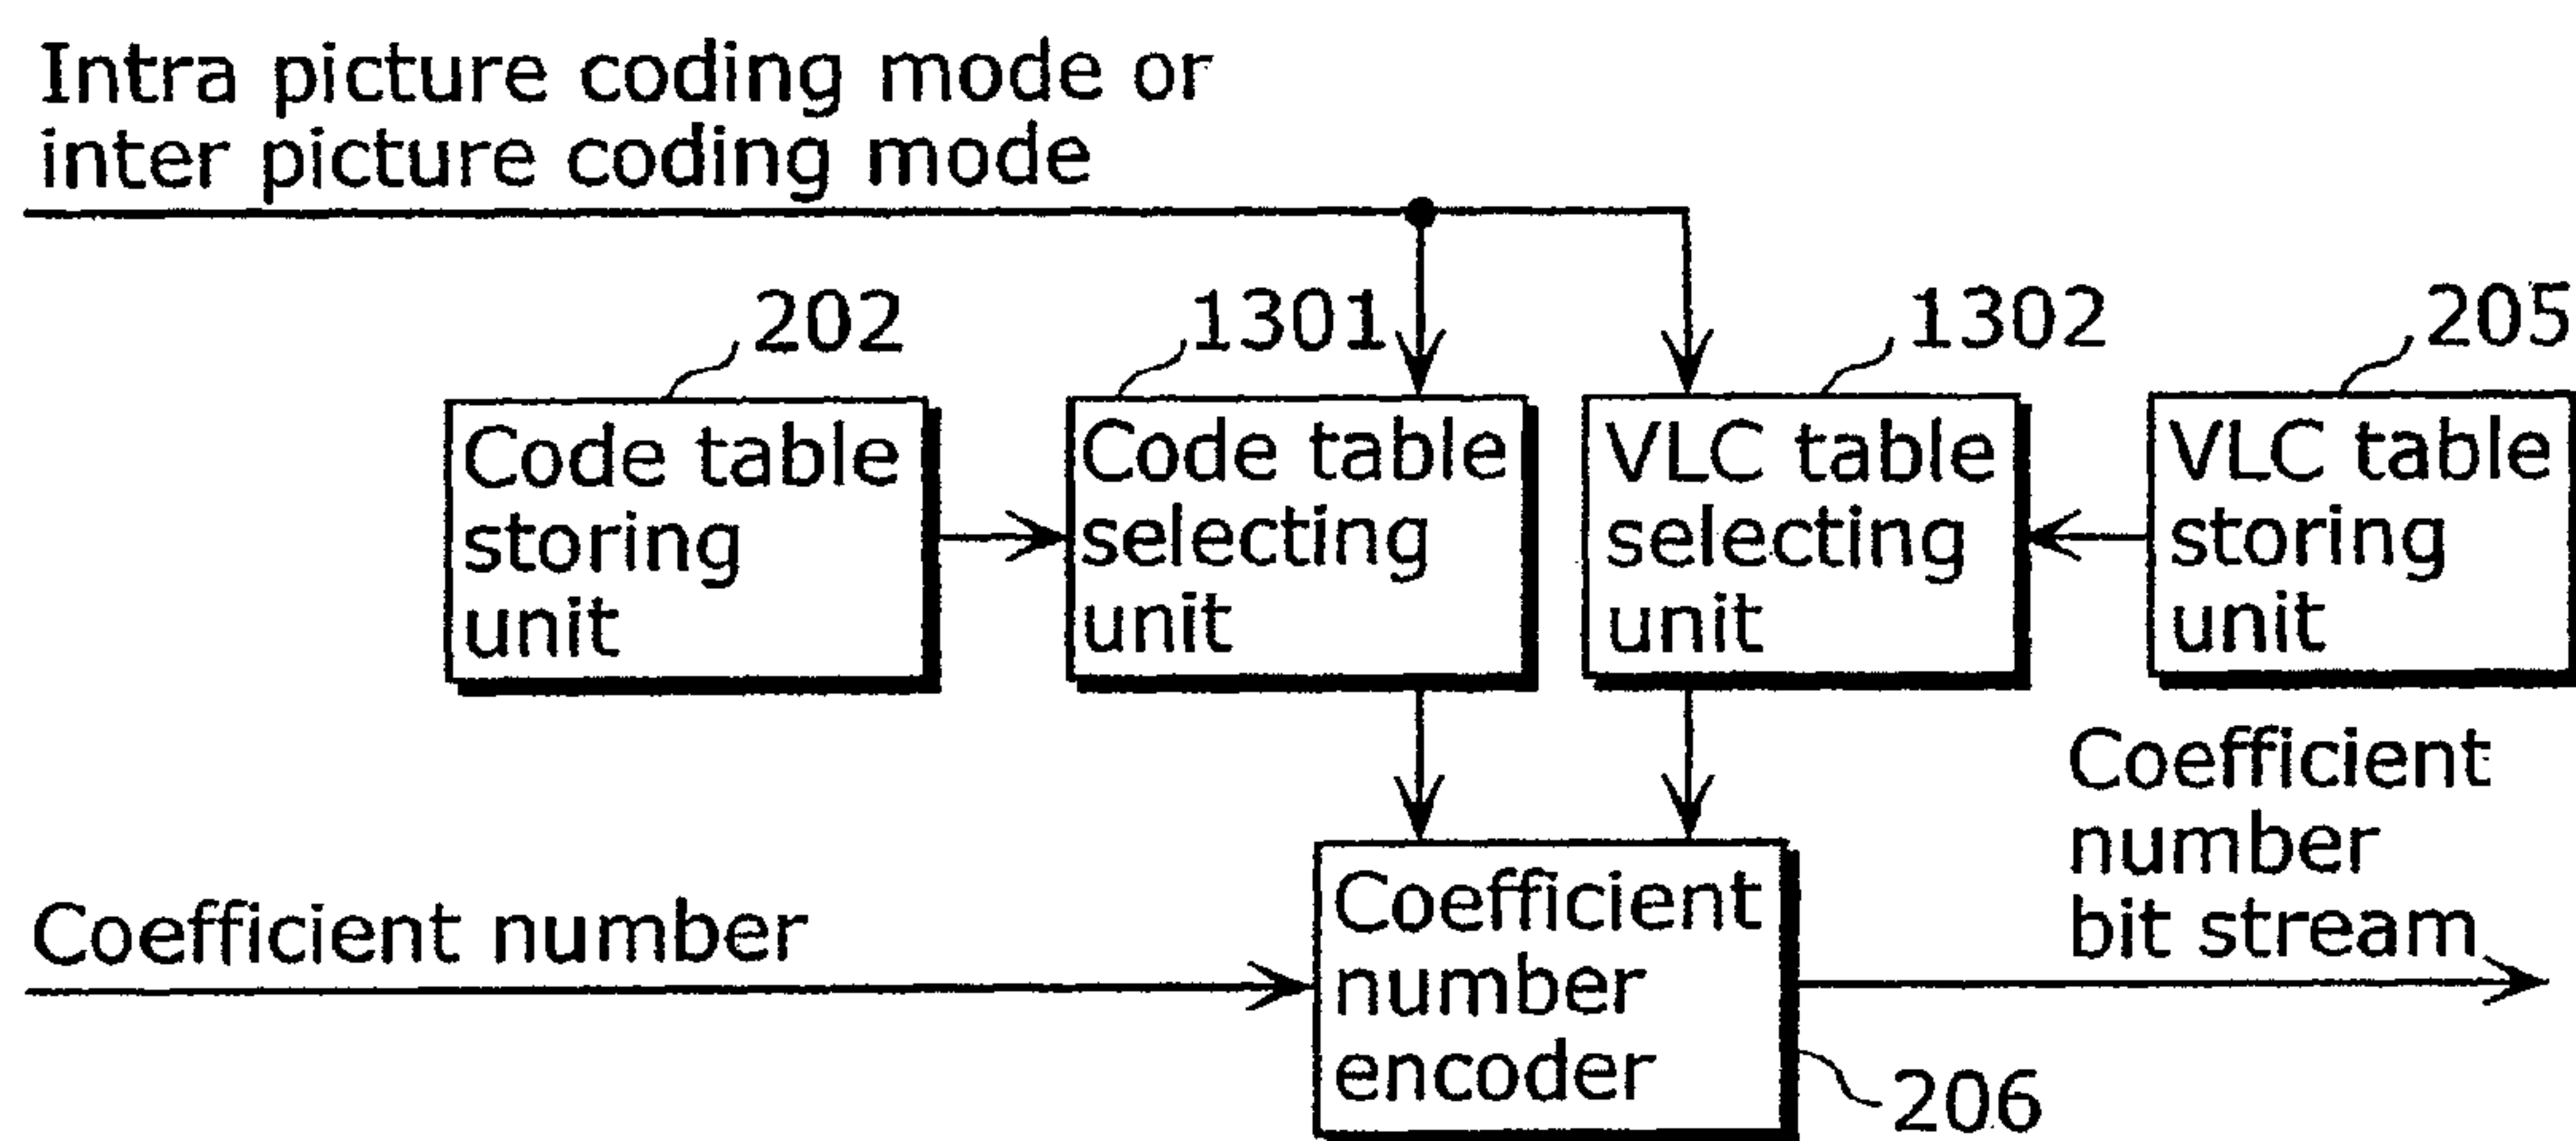 Intra picture coding mode or
inter picture coding mode
202
1301
1302
205
Code table
storing
unit
Code table
selecting
unit
VLC table
selecting
unit
VLC table
storing
unit
Coefficient
number
bit stream
Coefficient number
Coefficient
number
encoder
206